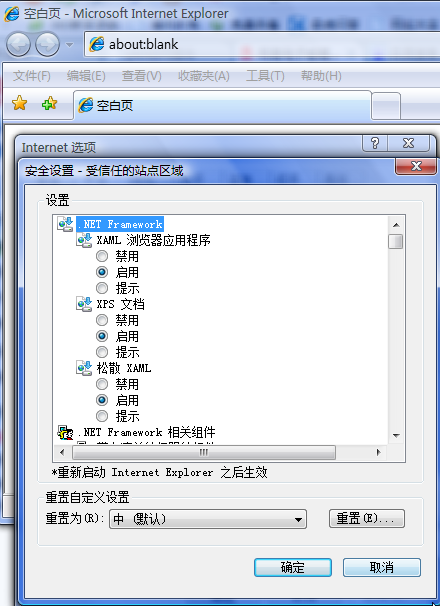 空白页 - Microsoft Internet Explorer
about:blank
文件(F) 编辑(E) 查看(V) 收藏夹(A) 工具(T) 帮助(H)
空白页
Internet 选项
安全设置 - 受信任的站点区域
设置
.NET Framework
XAML 浏览器应用程序
禁用
启用
提示
XPS 文档
禁用
启用
提示
松散 XAML
禁用
启用
提示
.NET Framework 相关组件
*重新启动 Internet Explorer 之后生效
重置自定义设置
重置为(R): 中 (默认) 重置(E)...
确定 取消